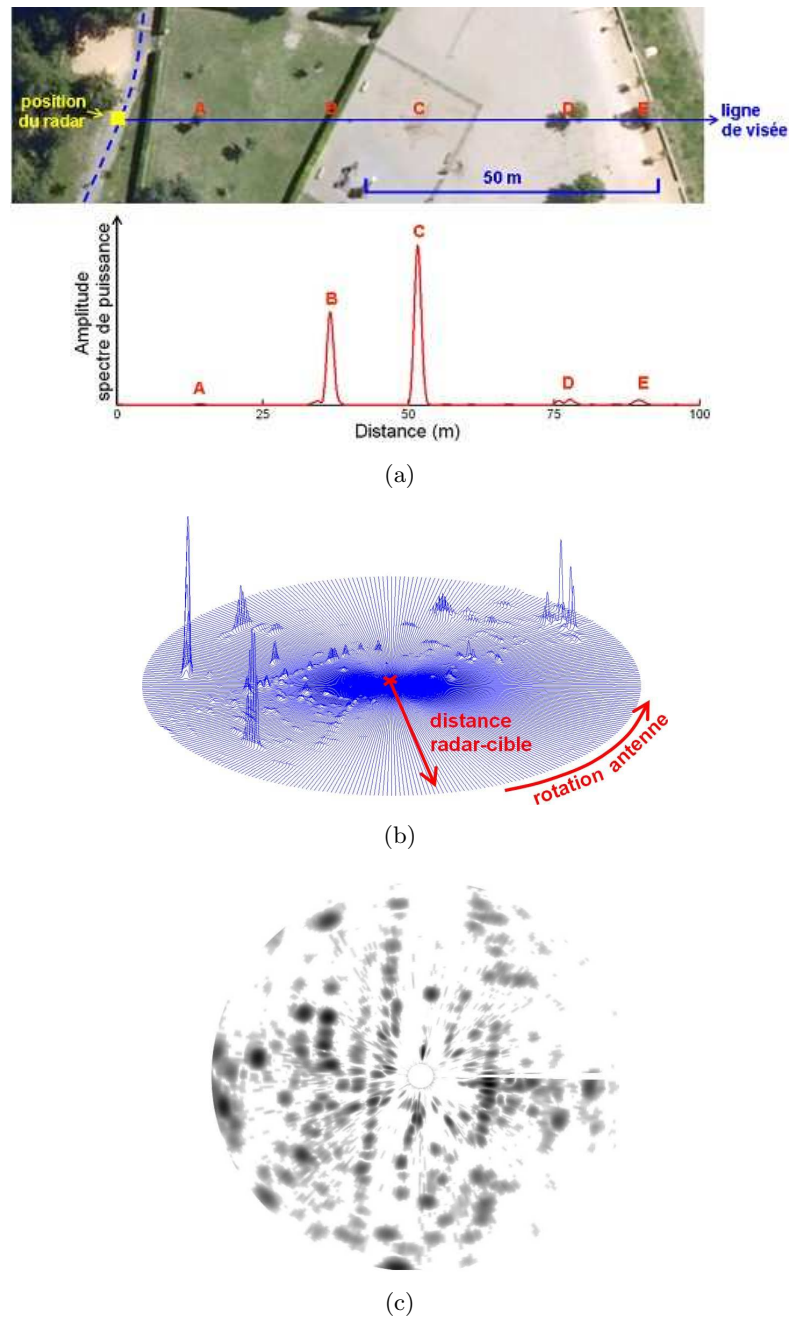 position
du radar
A
B
C
D
E
ligne
de visée
50 m
Amplitude
spectre de puissance
A
B
C
D
E
0
25
50
75
100
Distance (m)
(a)
distance
radar-cible
rotation antenne
(b)
(c)